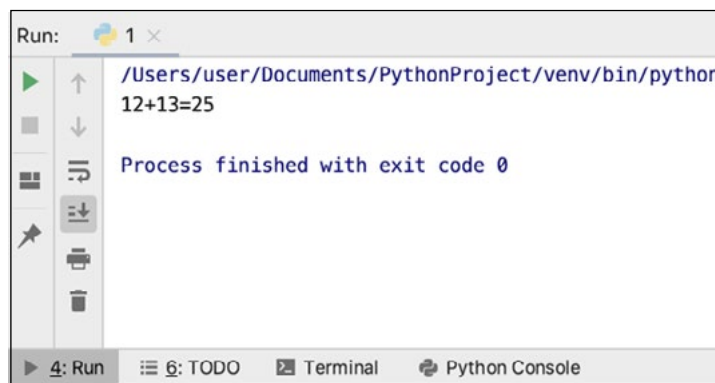 Run: 1
/Users/user/Documents/PythonProject/venv/bin/python
12+13=25
Process finished with exit code 0
4: Run 6: TODO Terminal Python Console